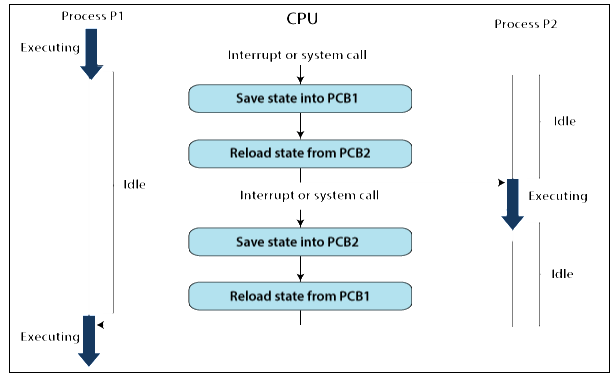 Process P1
CPU
Process P2
Executing
Interrupt or system call
Save state into PCB1
Idle
Reload state from PCB2
Idle
Interrupt or system call
Executing
Save state into PCB2
Idle
Reload state from PCB1
Executing